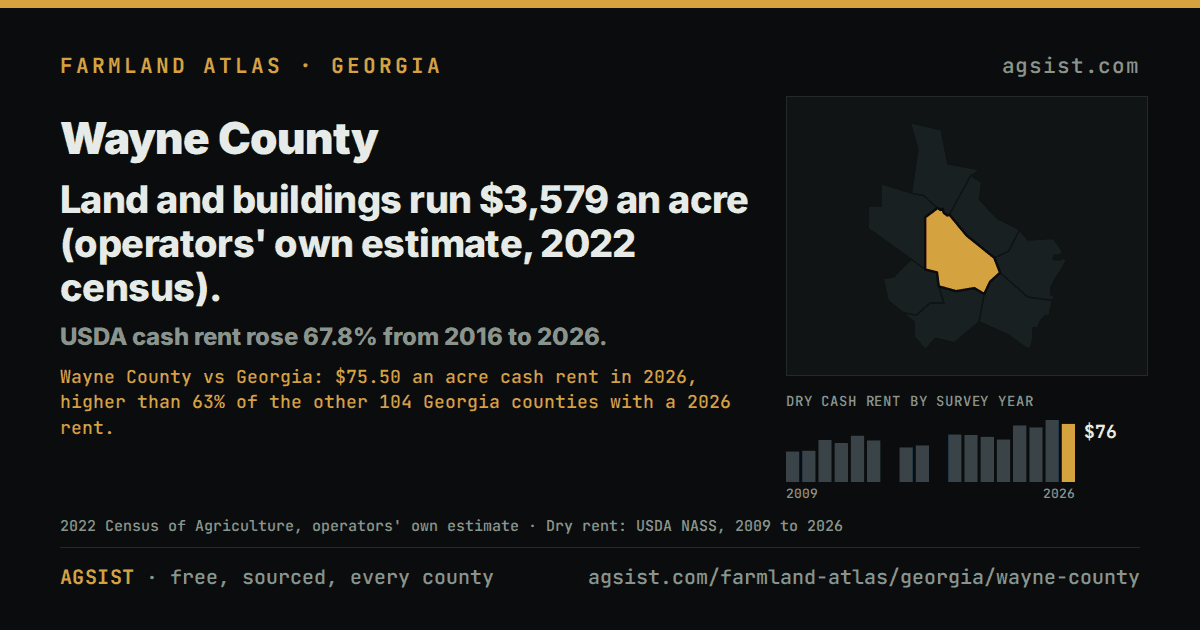 FARMLAND ATLAS · GEORGIA
agsist.com
Wayne County
Land and buildings run $3,579 an acre
(operators' own estimate, 2022
census).
USDA cash rent rose 67.8% from 2016 to 2026.
Wayne County vs Georgia: $75.50 an acre cash rent in 2026,
higher than 63% of the other 104 Georgia counties with a 2026
rent.
DRY CASH RENT BY SURVEY YEAR
$76
2009
2026
2022 Census of Agriculture, operators' own estimate · Dry rent: USDA NASS, 2009 to 2026
AGSIST · free, sourced, every county
agsist.com/farmland-atlas/georgia/wayne-county